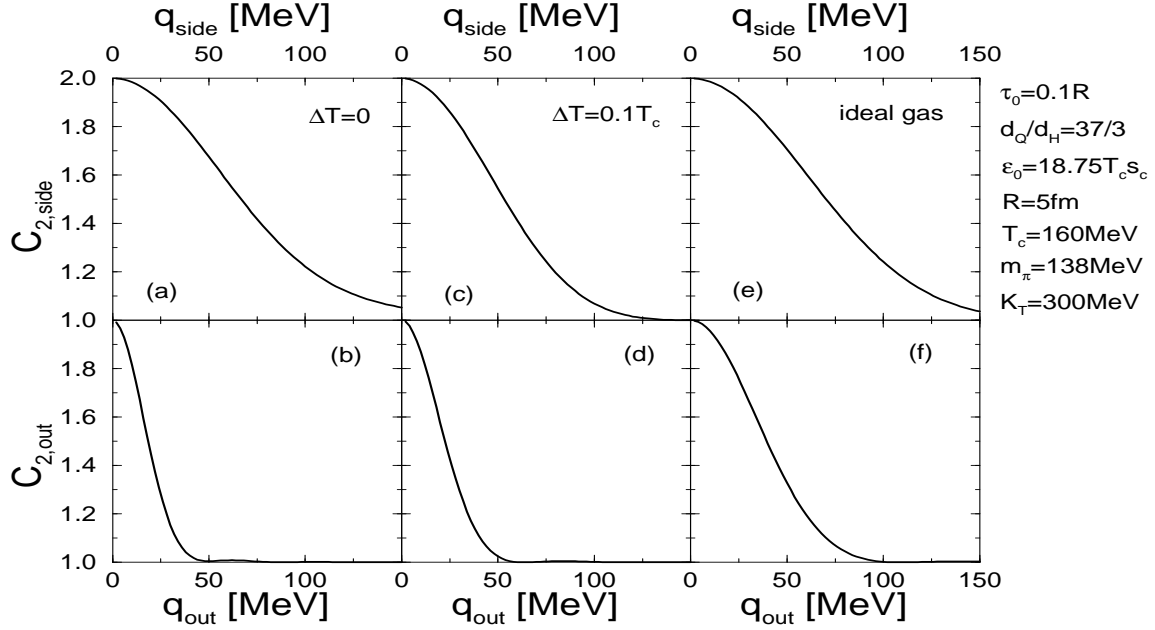 q_side [MeV] q_side [MeV] q_side [MeV]
0 50 100 0 50 100 0 50 100 150
2.0
1.8
1.6
1.4
1.2
1.0
C_2,side
ΔT=0
(a)
ΔT=0.1T_c
(c)
ideal gas
(e)
τ_0=0.1R
d_Q/d_H=37/3
ε_0=18.75T_cs_c
R=5fm
T_c=160MeV
m_π=138MeV
K_T=300MeV
1.8
1.6
1.4
1.2
1.0
C_2,out
(b)
(d)
(f)
0 50 100 0 50 100 0 50 100 150
q_out [MeV] q_out [MeV] q_out [MeV]